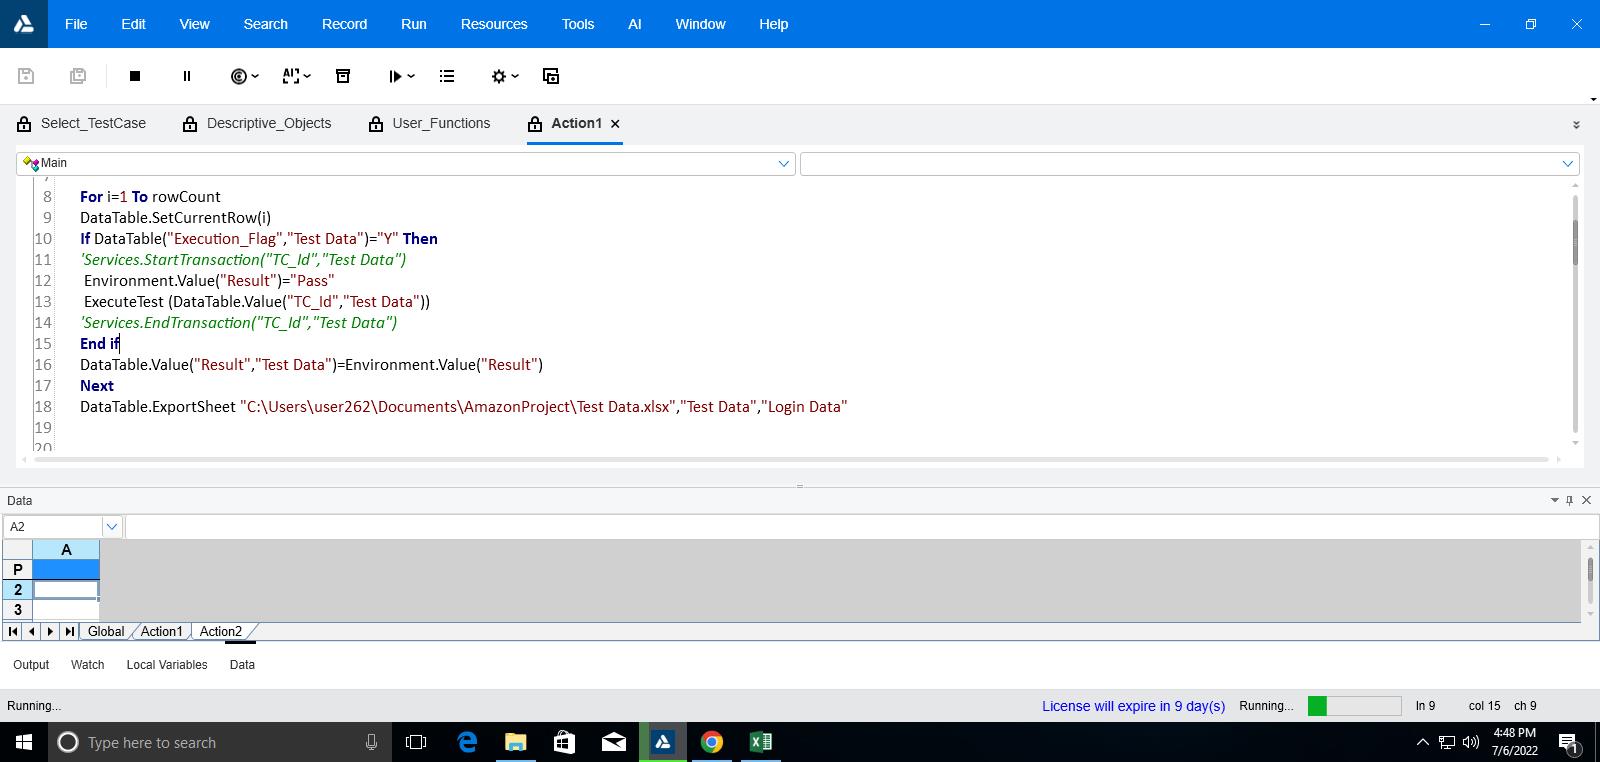 File Edit View Search Record Run Resources Tools AI Window Help
Select_TestCase Descriptive_Objects User_Functions Action1
Main
7
8 For i=1 To rowCount
9 DataTable.SetCurrentRow(i)
10 If DataTable("Execution_Flag","Test Data")="Y" Then
11 'Services.StartTransaction("TC_Id","Test Data")
12 Environment.Value("Result")="Pass"
13 ExecuteTest (DataTable.Value("TC_Id","Test Data"))
14 'Services.EndTransaction("TC_Id","Test Data")
15 End if
16 DataTable.Value("Result","Test Data")=Environment.Value("Result")
17 Next
18 DataTable.ExportSheet "C:\Users\user262\Documents\AmazonProject\Test Data.xlsx","Test Data","Login Data"
19
20
Data
A2
A
P
2
3
Global Action1 Action2
Output Watch Local Variables Data
Running... License will expire in 9 day(s) Running... ln 9 col 15 ch 9
Type here to search
4:48 PM
7/6/2022
1